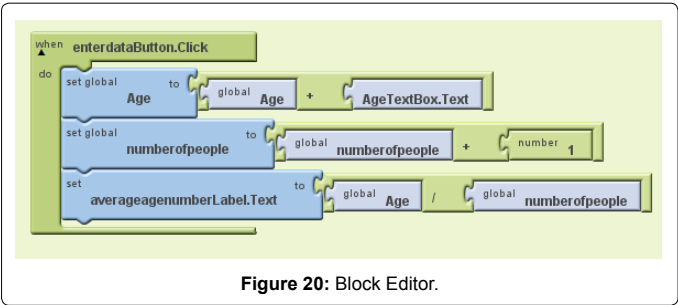 when enterdataButton.Click
do
set global Age to global Age + AgeTextBox.Text
set global numberofpeople to global numberofpeople + number 1
set averageagenumberLabel.Text to global Age / global numberofpeople
Figure 20: Block Editor.